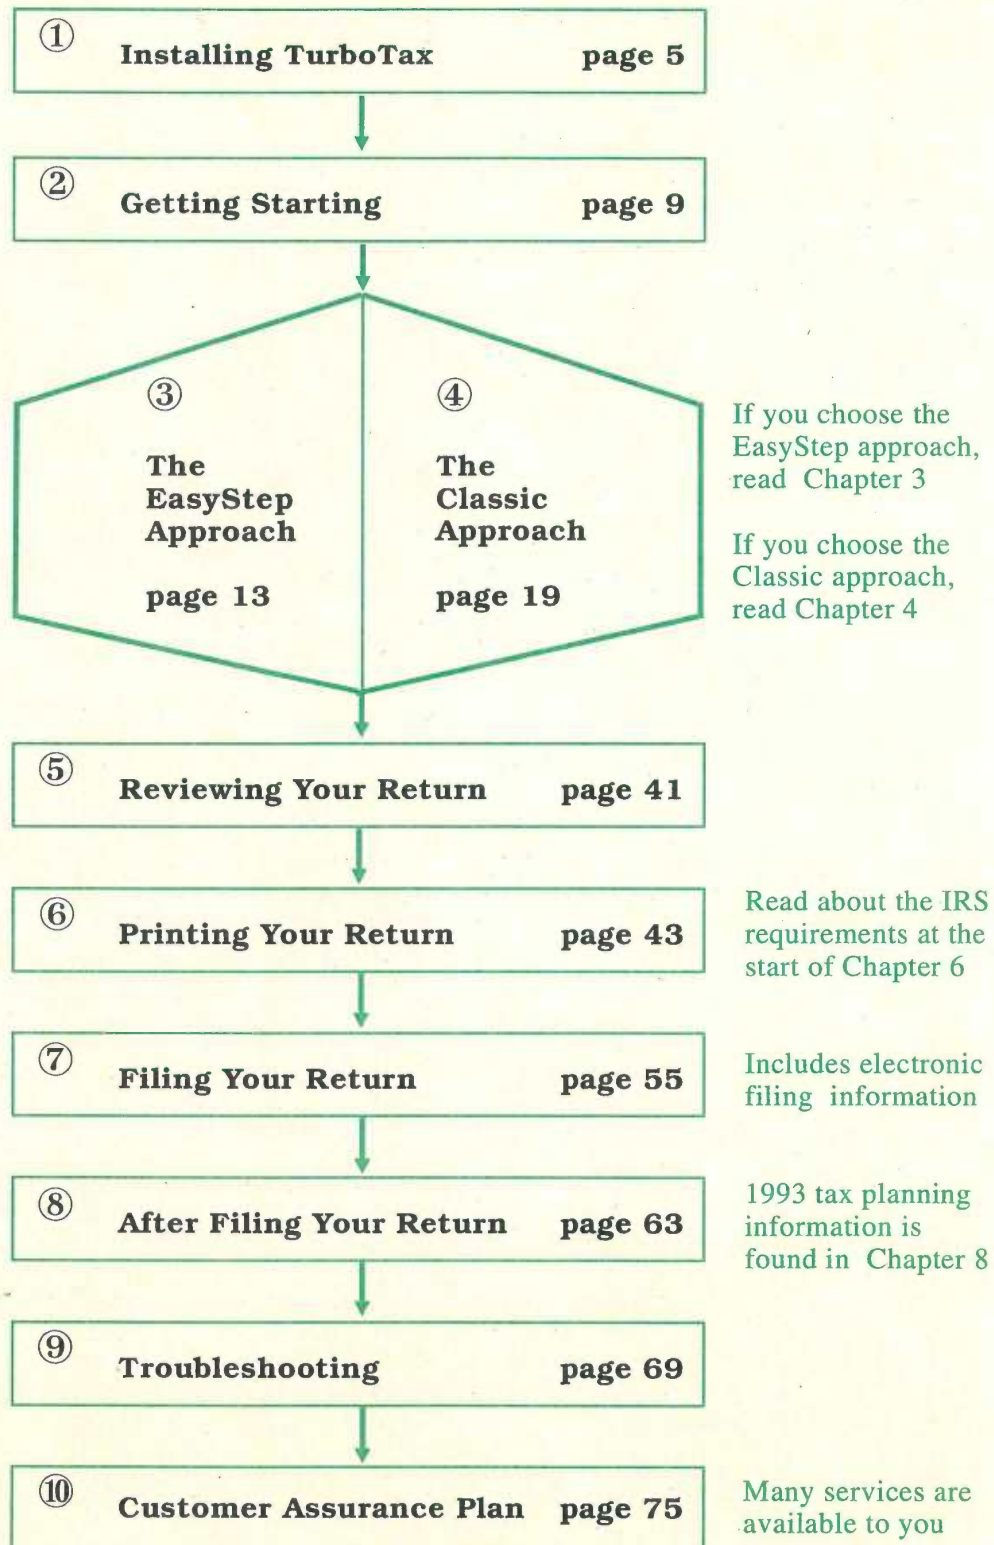 ① Installing TurboTax page 5
② Getting Starting page 9
③
The
EasyStep
Approach
page 13
④
The
Classic
Approach
page 19
If you choose the
EasyStep approach,
read Chapter 3
If you choose the
Classic approach,
read Chapter 4
⑤ Reviewing Your Return page 41
⑥ Printing Your Return page 43
Read about the IRS
requirements at the
start of Chapter 6
⑦ Filing Your Return page 55
Includes electronic
filing information
⑧ After Filing Your Return page 63
1993 tax planning
information is
found in Chapter 8
⑨ Troubleshooting page 69
⑩ Customer Assurance Plan page 75
Many services are
available to you